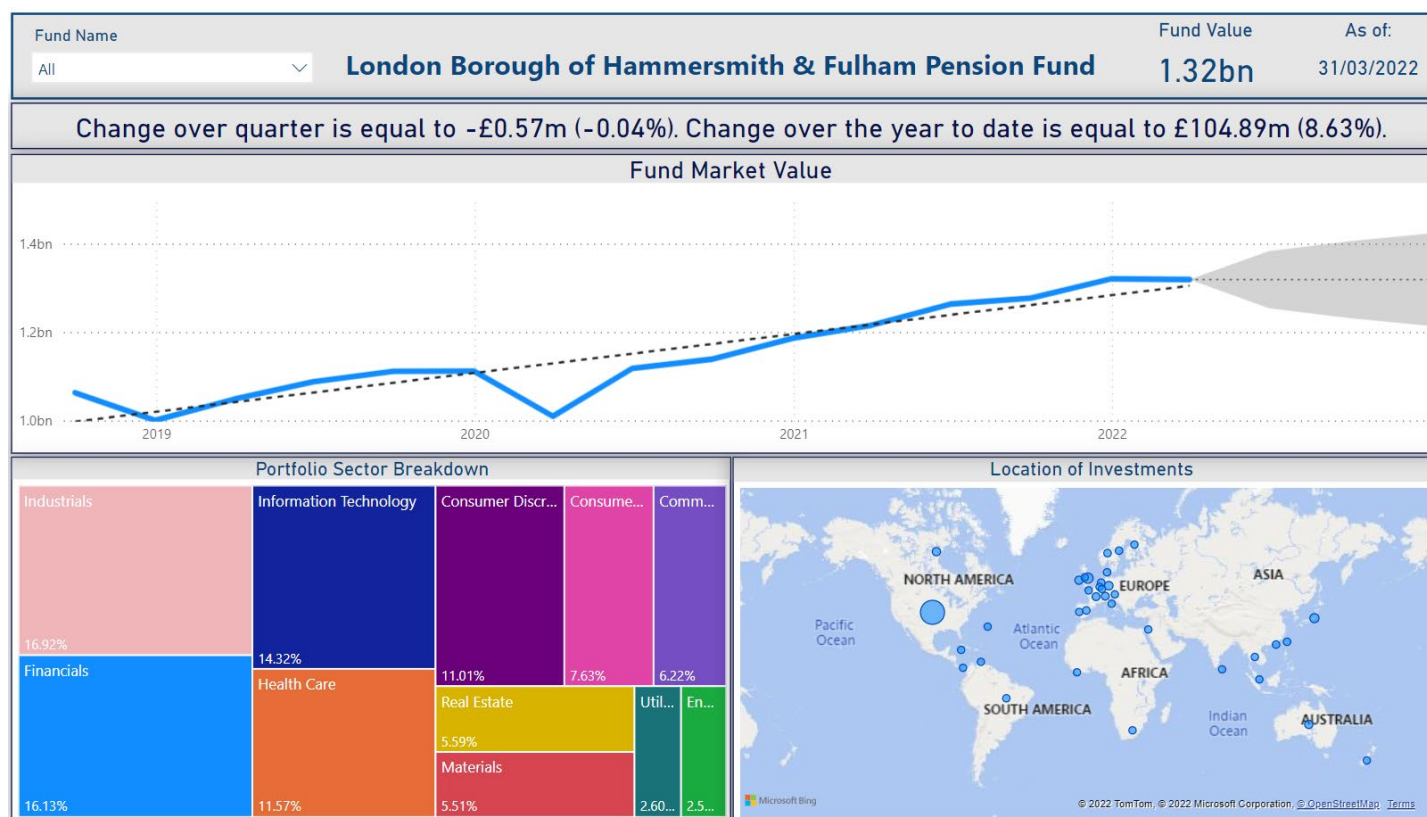 Fund Name
All
London Borough of Hammersmith & Fulham Pension Fund
Fund Value
1.32bn
As of:
31/03/2022
Change over quarter is equal to -£0.57m (-0.04%). Change over the year to date is equal to £104.89m (8.63%).
Fund Market Value
1.4bn
1.2bn
1.0bn
2019
2020
2021
2022
Portfolio Sector Breakdown
Industrials
16.92%
Financials
16.13%
Information Technology
14.32%
Health Care
11.57%
Consumer Discr...
11.01%
Consume...
7.63%
Comm...
6.22%
Real Estate
5.59%
Materials
5.51%
Util...
2.60...
En...
2.5...
Location of Investments
NORTH AMERICA
EUROPE
ASIA
Pacific
Ocean
Atlantic
Ocean
AFRICA
SOUTH AMERICA
Indian
Ocean
AUSTRALIA
Microsoft Bing
© 2022 TomTom, © 2022 Microsoft Corporation, © OpenStreetMap Terms